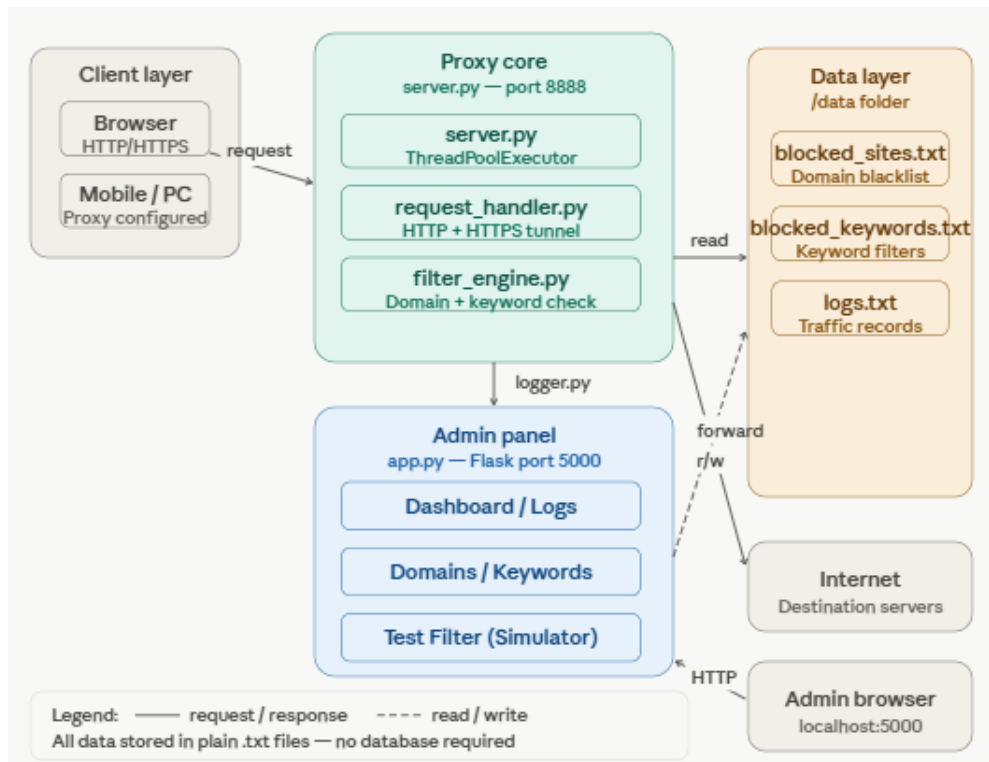 Client layer
Browser
HTTP/HTTPS
Mobile / PC
Proxy configured
request
Proxy core
server.py — port 8888
server.py
ThreadPoolExecutor
request_handler.py
HTTP + HTTPS tunnel
filter_engine.py
Domain + keyword check
read
Data layer
/data folder
blocked_sites.txt
Domain blacklist
blocked_keywords.txt
Keyword filters
logs.txt
Traffic records
logger.py
Admin panel
app.py — Flask port 5000
Dashboard / Logs
Domains / Keywords
Test Filter (Simulator)
forward
r/w
Internet
Destination servers
HTTP
Admin browser
localhost:5000
Legend: request / response read / write
All data stored in plain .txt files — no database required